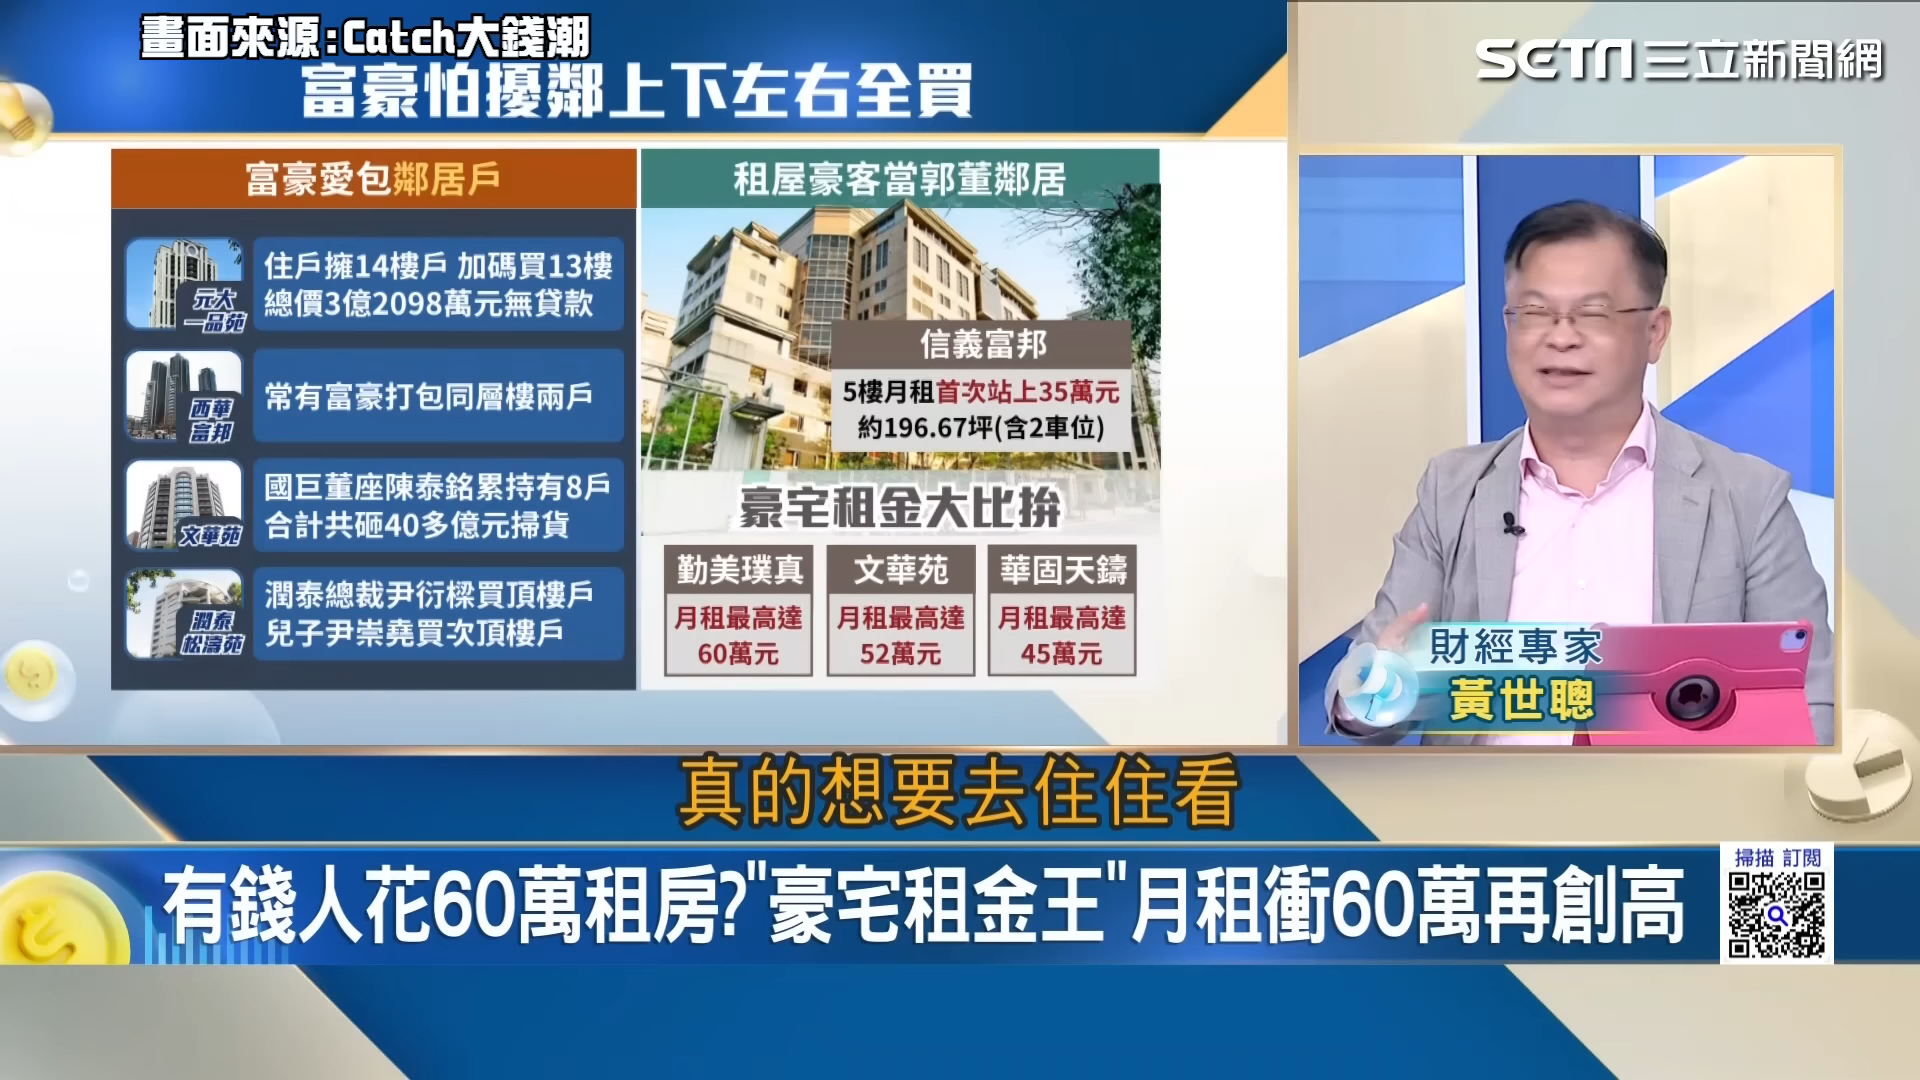 畫面來源:Catch大錢潮
SETN三立新聞網
富豪怕擾鄰上下左右全買
富豪愛包鄰居戶
元大
一品苑
住戶擁14樓戶 加碼買13樓
總價3億2098萬元無貸款
西華
富邦
常有富豪打包同層樓兩戶
文華苑
國巨董座陳泰銘累持有8戶
合計共砸40多億元掃貨
潤泰
松濤苑
潤泰總裁尹衍樑買頂樓戶
兒子尹崇堯買次頂樓戶
租屋豪客當郭董鄰居
信義富邦
5樓月租首次站上35萬元
約196.67坪(含2車位)
豪宅租金大比拚
勤美璞真
月租最高達
60萬元
文華苑
月租最高達
52萬元
華固天鑄
月租最高達
45萬元
財經專家
黃世聰
真的想要去住住看
有錢人花60萬租房?"豪宅租金王"月租衝60萬再創高
掃描 訂閱